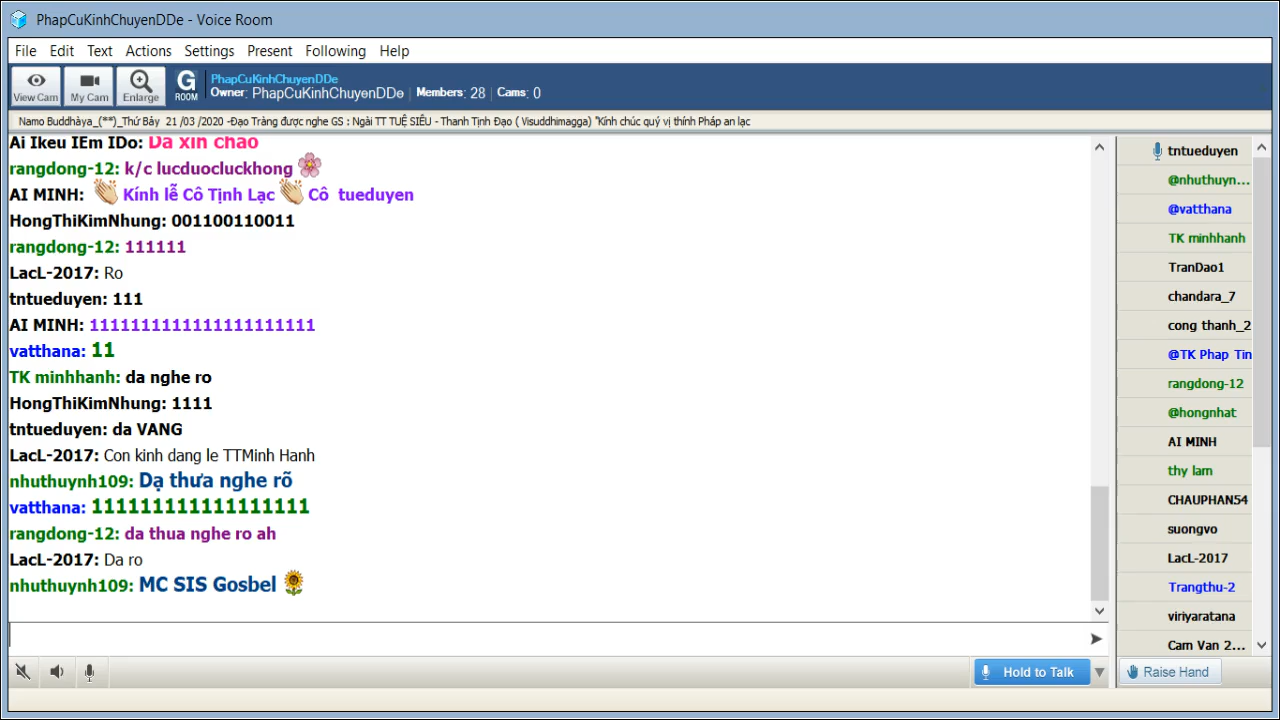 PhapCuKinhChuyenDDe - Voice Room
File Edit Text Actions Settings Present Following Help
View Cam My Cam Enlarge G ROOM
PhapCuKinhChuyenDDe
Owner: PhapCuKinhChuyenDDe Members: 28 Cams: 0
Namo Buddhàya_(**)_Thứ Bảy 21 /03 /2020 -Đạo Tràng được nghe GS : Ngài TT TUỆ SIÊU - Thanh Tịnh Đạo ( Visuddhimagga) "Kính chúc quý vị thính Pháp an lạc
Ai Ikeu IEm IDo: Da xin chao
rangdong-12: k/c lucduocluckhong
AI MINH: Kính lễ Cô Tịnh Lạc Cô tueduyen
HongThiKimNhung: 001100110011
rangdong-12: 111111
LacL-2017: Ro
tntueduyen: 111
AI MINH: 1111111111111111111111
vatthana: 11
TK minhhanh: da nghe ro
HongThiKimNhung: 1111
tntueduyen: da VANG
LacL-2017: Con kinh dang le TTMinh Hanh
nhuthuynh109: Dạ thưa nghe rõ
vatthana: 111111111111111111
rangdong-12: da thua nghe ro ah
LacL-2017: Da ro
nhuthuynh109: MC SIS Gosbel
Hold to Talk
tntueduyen
@nhuthuyn...
@vatthana
TK minhhanh
TranDao1
chandara_7
cong thanh_2
@TK Phap Tin
rangdong-12
@hongnhat
AI MINH
thy lam
CHAUPHAN54
suongvo
LacL-2017
Trangthu-2
viriyaratana
Cam Van 2...
Raise Hand